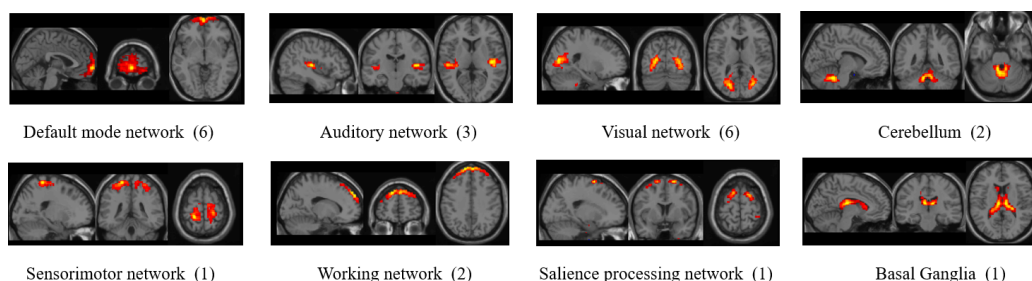 Default mode network (6)
Auditory network (3)
Visual network (6)
Cerebellum (2)
Sensorimotor network (1)
Working network (2)
Salience processing network (1)
Basal Ganglia (1)